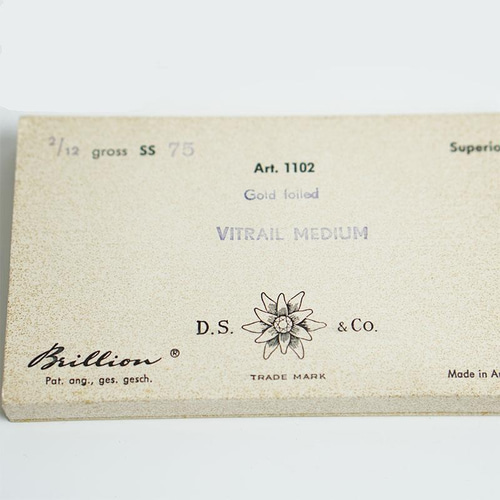 2/12 gross SS 75
Superio
Art. 1102
Gold foiled
VITRAIL MEDIUM
D.S. & Co.
TRADE MARK
Brillion ®
Pat. ang., ges. gesch.
Made in Au